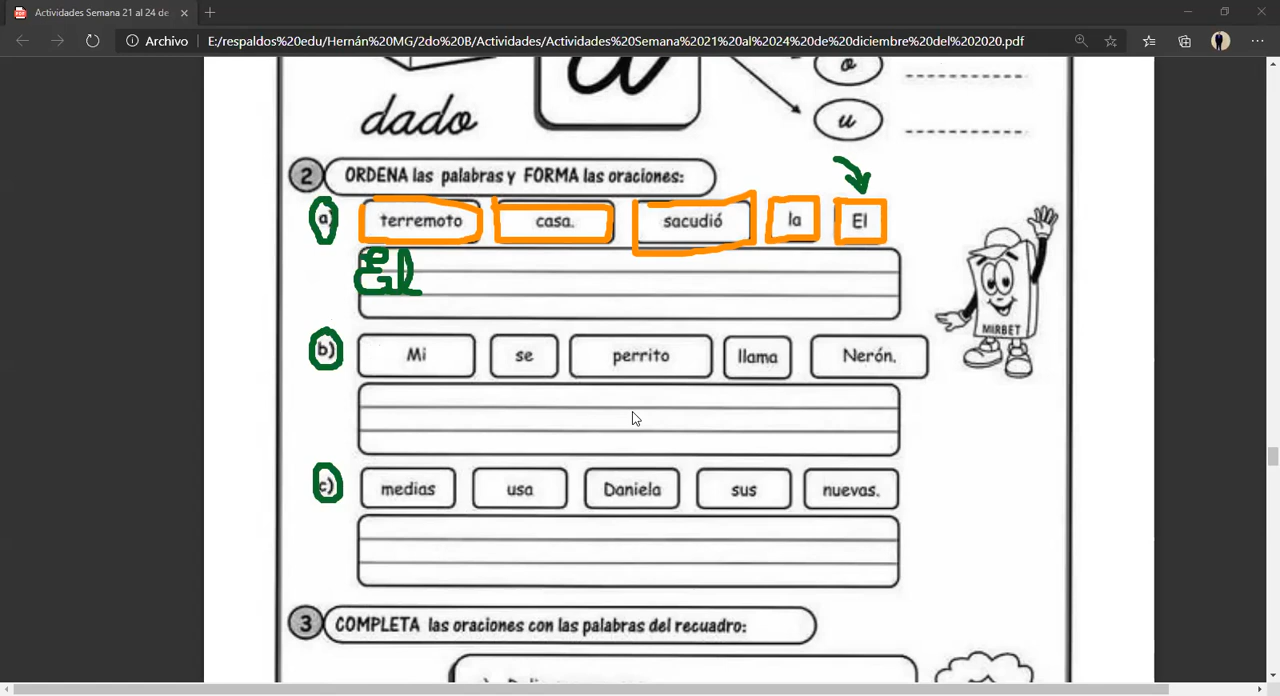 Actividades Semana 21 al 24 de
Archivo E:/respaldos%20edu/Hernán%20MG/2do%20B/Actividades/Actividades%20Semana%2021%20al%2024%20de%20diciembre%20del%202020.pdf
o
dado
u
2 ORDENA las palabras y FORMA las oraciones:
a) terremoto casa. sacudió la El
El
MIRBET
b) Mi se perrito llama Nerón.
c) medias usa Daniela sus nuevas.
3 COMPLETA las oraciones con las palabras del recuadro: